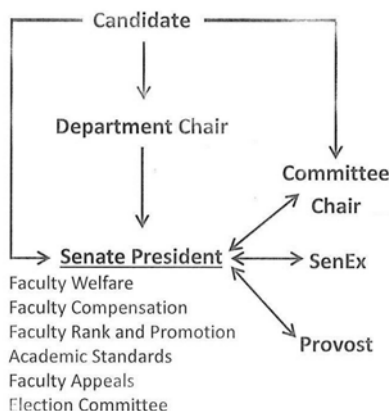 Candidate
Department Chair
Committee
Chair
Senate President
SenEx
Provost
Faculty Welfare
Faculty Compensation
Faculty Rank and Promotion
Academic Standards
Faculty Appeals
Election Committee